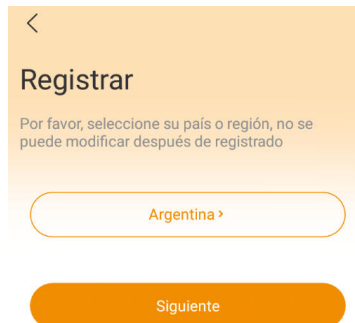 Registrar
Por favor, seleccione su país o región, no se
puede modificar después de registrado
Argentina >
Siguiente